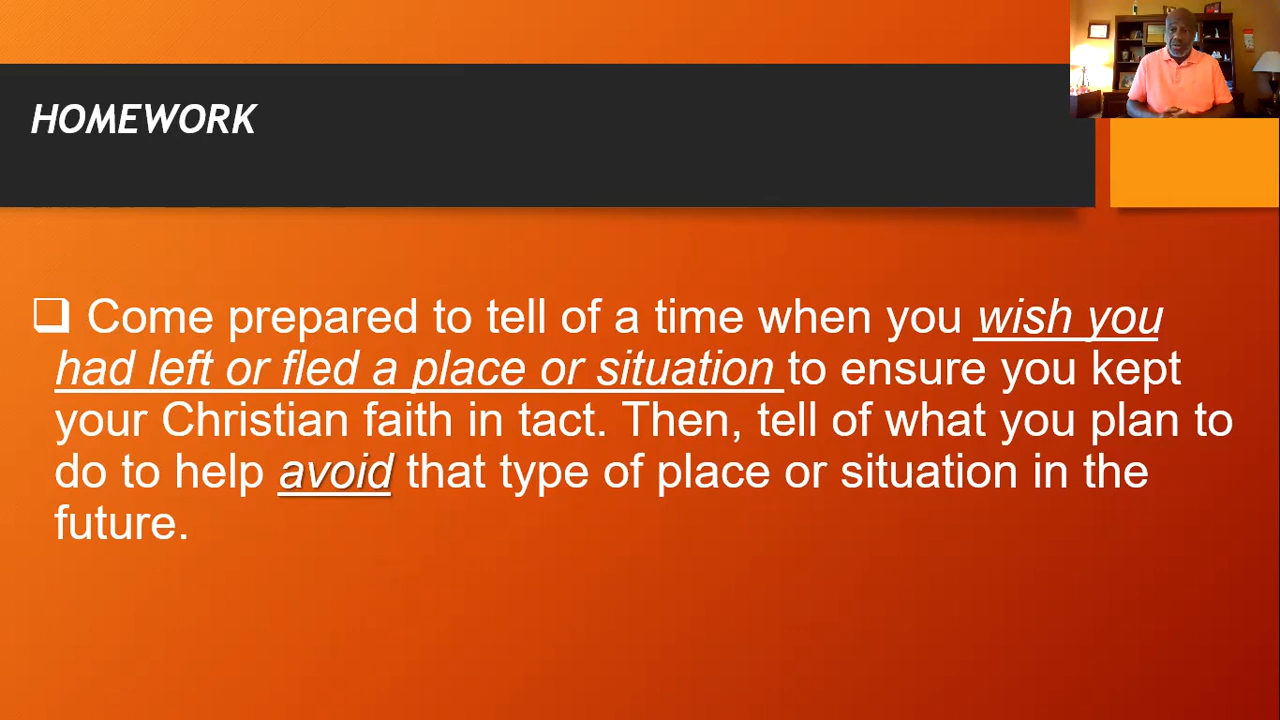 HOMEWORK
❑ Come prepared to tell of a time when you wish you
had left or fled a place or situation to ensure you kept
your Christian faith in tact. Then, tell of what you plan to
do to help avoid that type of place or situation in the
future.